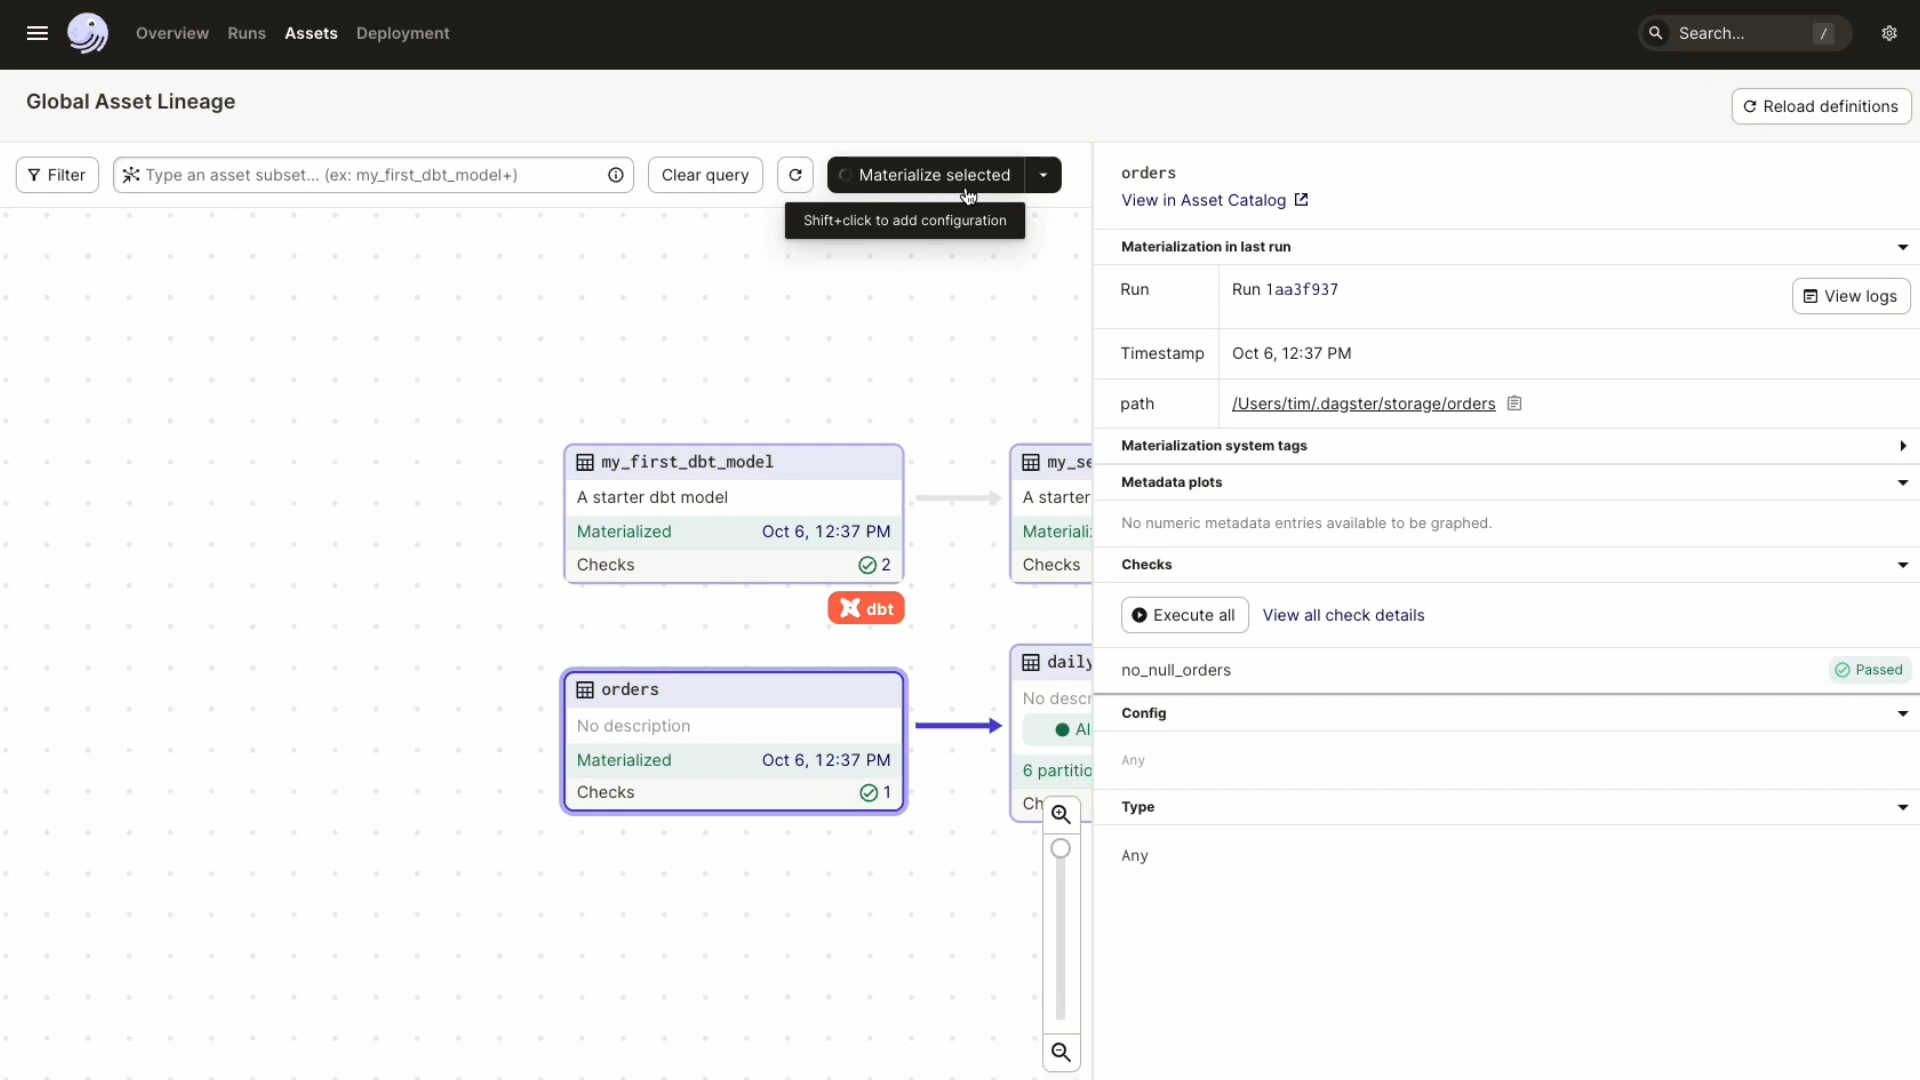 Overview Runs Assets Deployment
Search... /
Global Asset Lineage
Reload definitions
Filter
Type an asset subset... (ex: my_first_dbt_model+)
Clear query
Materialize selected
Shift+click to add configuration
my_first_dbt_model
A starter dbt model
Materialized Oct 6, 12:37 PM
Checks 2
dbt
my_se
A starter
Materiali
Checks
orders
No description
Materialized Oct 6, 12:37 PM
Checks 1
daily
No descr
Al
6 partitio
Ch
orders
View in Asset Catalog
Materialization in last run
Run Run 1aa3f937
View logs
Timestamp Oct 6, 12:37 PM
path /Users/tim/.dagster/storage/orders
Materialization system tags
Metadata plots
No numeric metadata entries available to be graphed.
Checks
Execute all View all check details
no_null_orders Passed
Config
Any
Type
Any